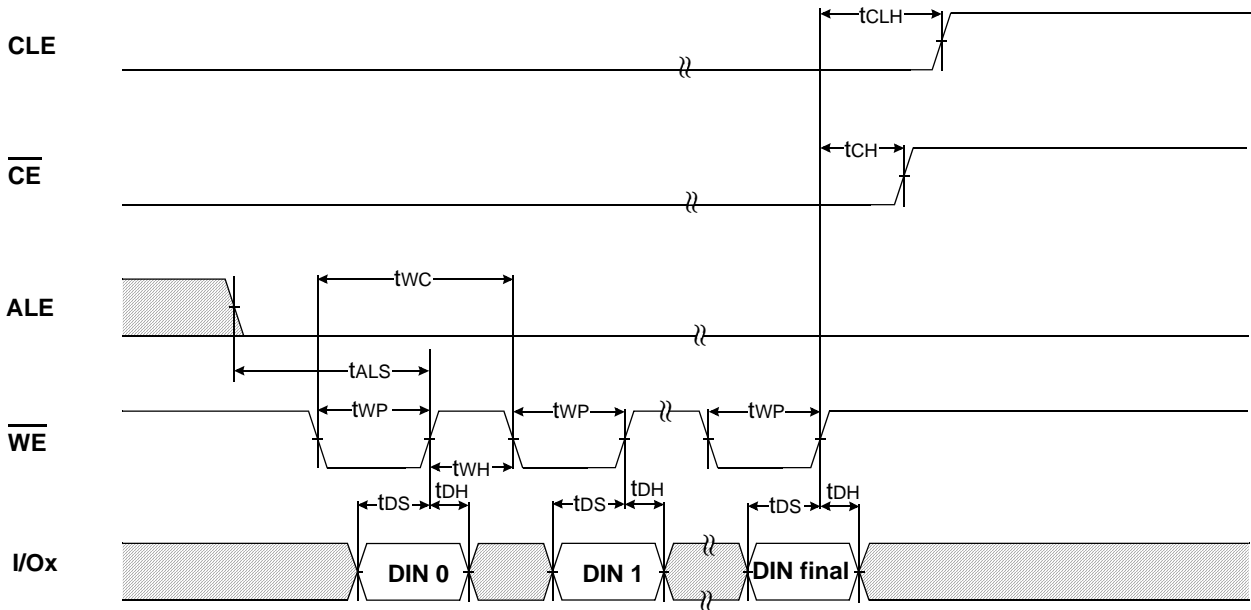 tCLH
CLE
tCH
CE
tWC
ALE
tALS
tWP tWP tWP
WE
tWH
tDS tDH tDS tDH tDS tDH
I/Ox DIN 0 DIN 1 DIN final